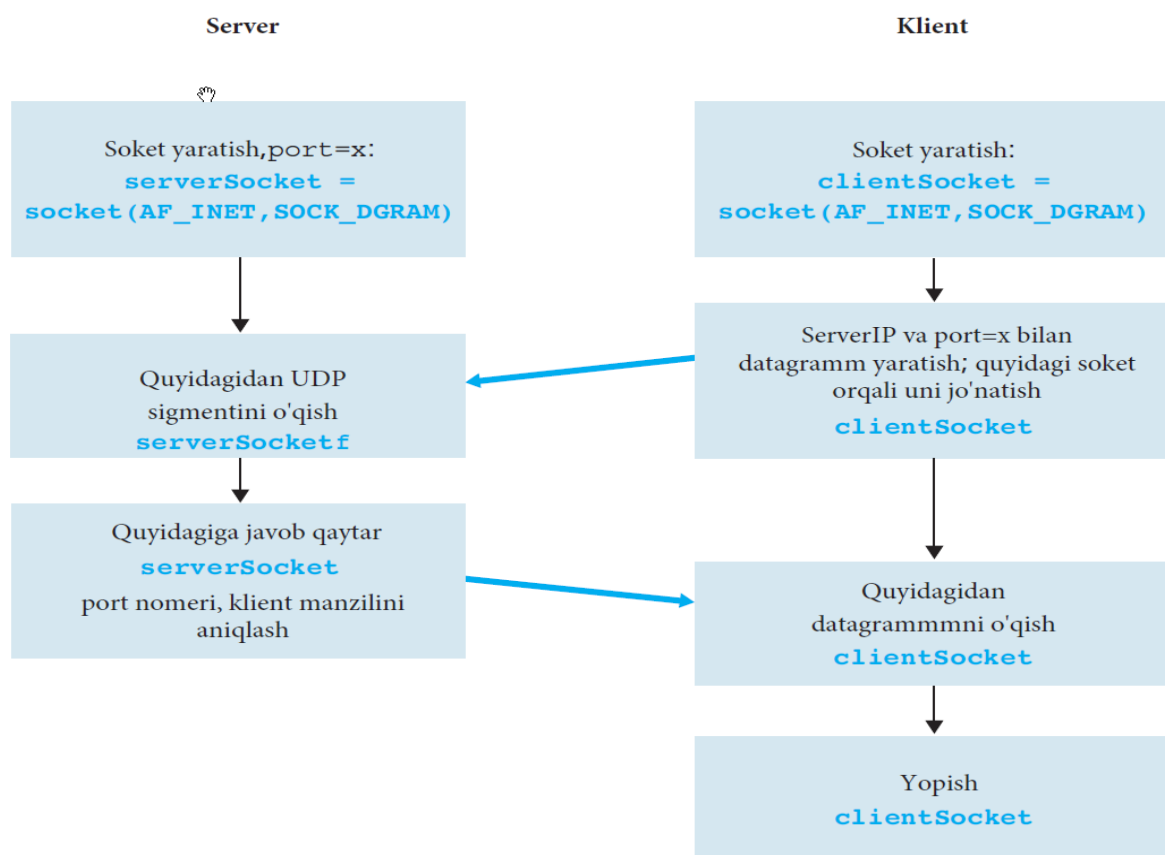 Server
Klient
Soket yaratish,port=x:
serverSocket =
socket(AF_INET,SOCK_DGRAM)
Soket yaratish:
clientSocket =
socket(AF_INET,SOCK_DGRAM)
ServerIP va port=x bilan
datagramm yaratish; quyidagi soket
orqali uni jo'natish
clientSocket
Quyidagidan UDP
sigmentini o'qish
serverSocketf
Quyidagiga javob qaytar
serverSocket
port nomeri, klient manzilini
aniqlash
Quyidagidan
datagrammmni o'qish
clientSocket
Yopish
clientSocket